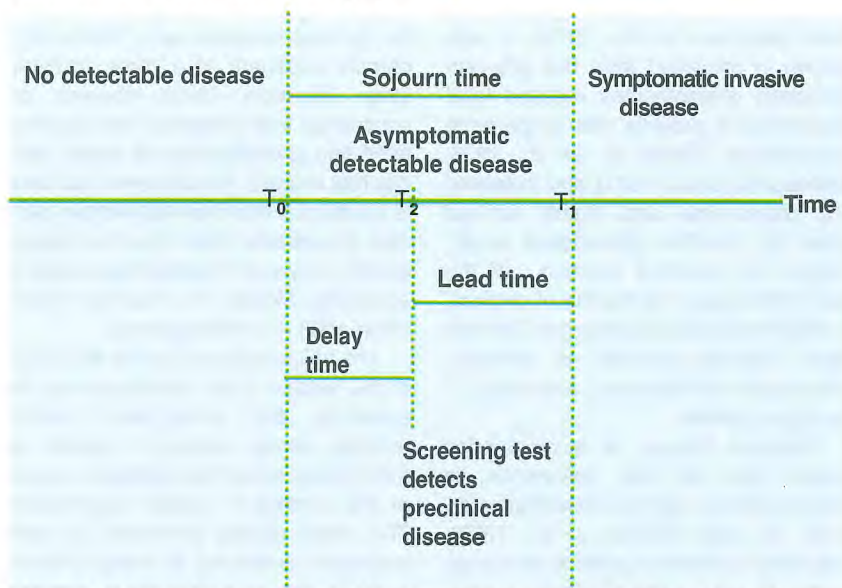 No detectable disease
Sojourn time
Symptomatic invasive
disease
Asymptomatic
detectable disease
T0
T2
T1
Time
Lead time
Delay
time
Screening test
detects
preclinical
disease